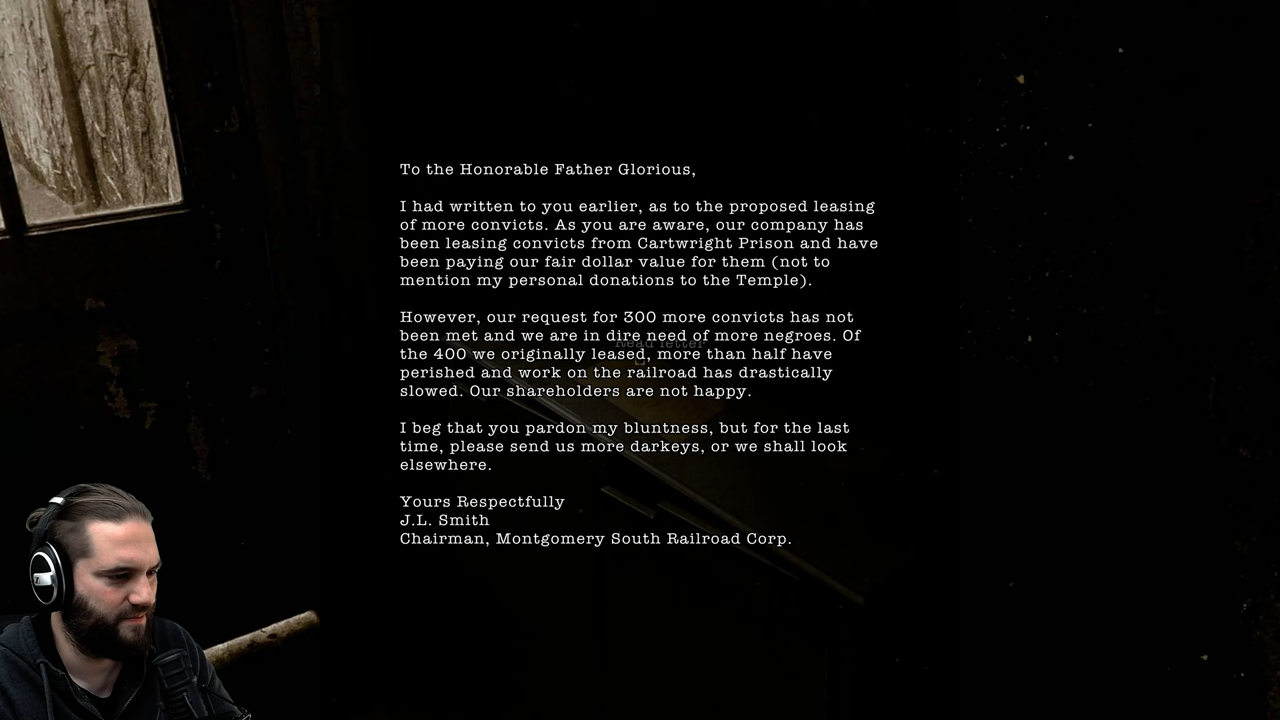 To the Honorable Father Glorious,
I had written to you earlier, as to the proposed leasing
of more convicts. As you are aware, our company has
been leasing convicts from Cartwright Prison and have
been paying our fair dollar value for them (not to
mention my personal donations to the Temple).
However, our request for 300 more convicts has not
been met and we are in dire need of more negroes. Of
Read letter
the 400 we originally leased, more than half have
perished and work on the railroad has drastically
slowed. Our shareholders are not happy.
I beg that you pardon my bluntness, but for the last
time, please send us more darkeys, or we shall look
elsewhere.
Yours Respectfully
J.L. Smith
Chairman, Montgomery South Railroad Corp.